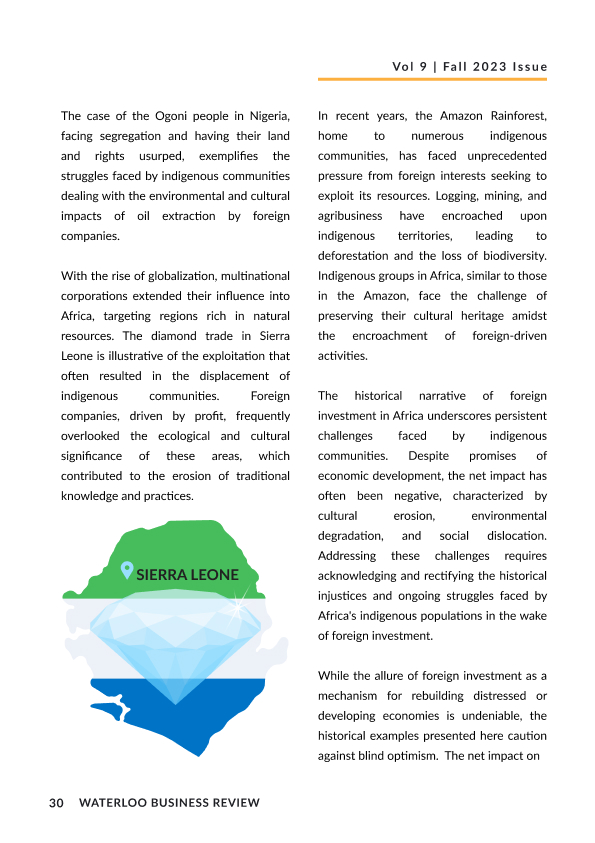 Vol 9 | Fall 2023 Issue
The case of the Ogoni people in Nigeria,
facing segregation and having their land
and rights usurped, exemplifies the
struggles faced by indigenous communities
dealing with the environmental and cultural
impacts of oil extraction by foreign
companies.
With the rise of globalization, multinational
corporations extended their influence into
Africa, targeting regions rich in natural
resources. The diamond trade in Sierra
Leone is illustrative of the exploitation that
often resulted in the displacement of
indigenous communities. Foreign
companies, driven by profit, frequently
overlooked the ecological and cultural
significance of these areas, which
contributed to the erosion of traditional
knowledge and practices.
SIERRA LEONE
In recent years, the Amazon Rainforest,
home to numerous indigenous
communities, has faced unprecedented
pressure from foreign interests seeking to
exploit its resources. Logging, mining, and
agribusiness have encroached upon
indigenous territories, leading to
deforestation and the loss of biodiversity.
Indigenous groups in Africa, similar to those
in the Amazon, face the challenge of
preserving their cultural heritage amidst
the encroachment of foreign-driven
activities.
The historical narrative of foreign
investment in Africa underscores persistent
challenges faced by indigenous
communities. Despite promises of
economic development, the net impact has
often been negative, characterized by
cultural erosion, environmental
degradation, and social dislocation.
Addressing these challenges requires
acknowledging and rectifying the historical
injustices and ongoing struggles faced by
Africa's indigenous populations in the wake
of foreign investment.
While the allure of foreign investment as a
mechanism for rebuilding distressed or
developing economies is undeniable, the
historical examples presented here caution
against blind optimism. The net impact on
30 WATERLOO BUSINESS REVIEW